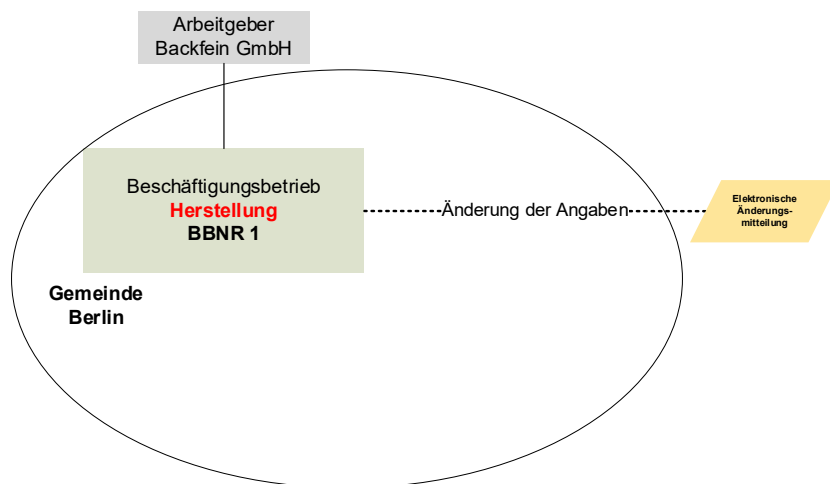 Arbeitgeber
Backfein GmbH
Beschäftigungsbetrieb
Herstellung
BBNR 1
Änderung der Angaben
Elektronische
Änderungs-
mitteilung
Gemeinde
Berlin